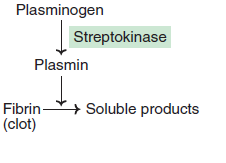 Plasminogen
Streptokinase
Plasmin
Fibrin Soluble products
(clot)